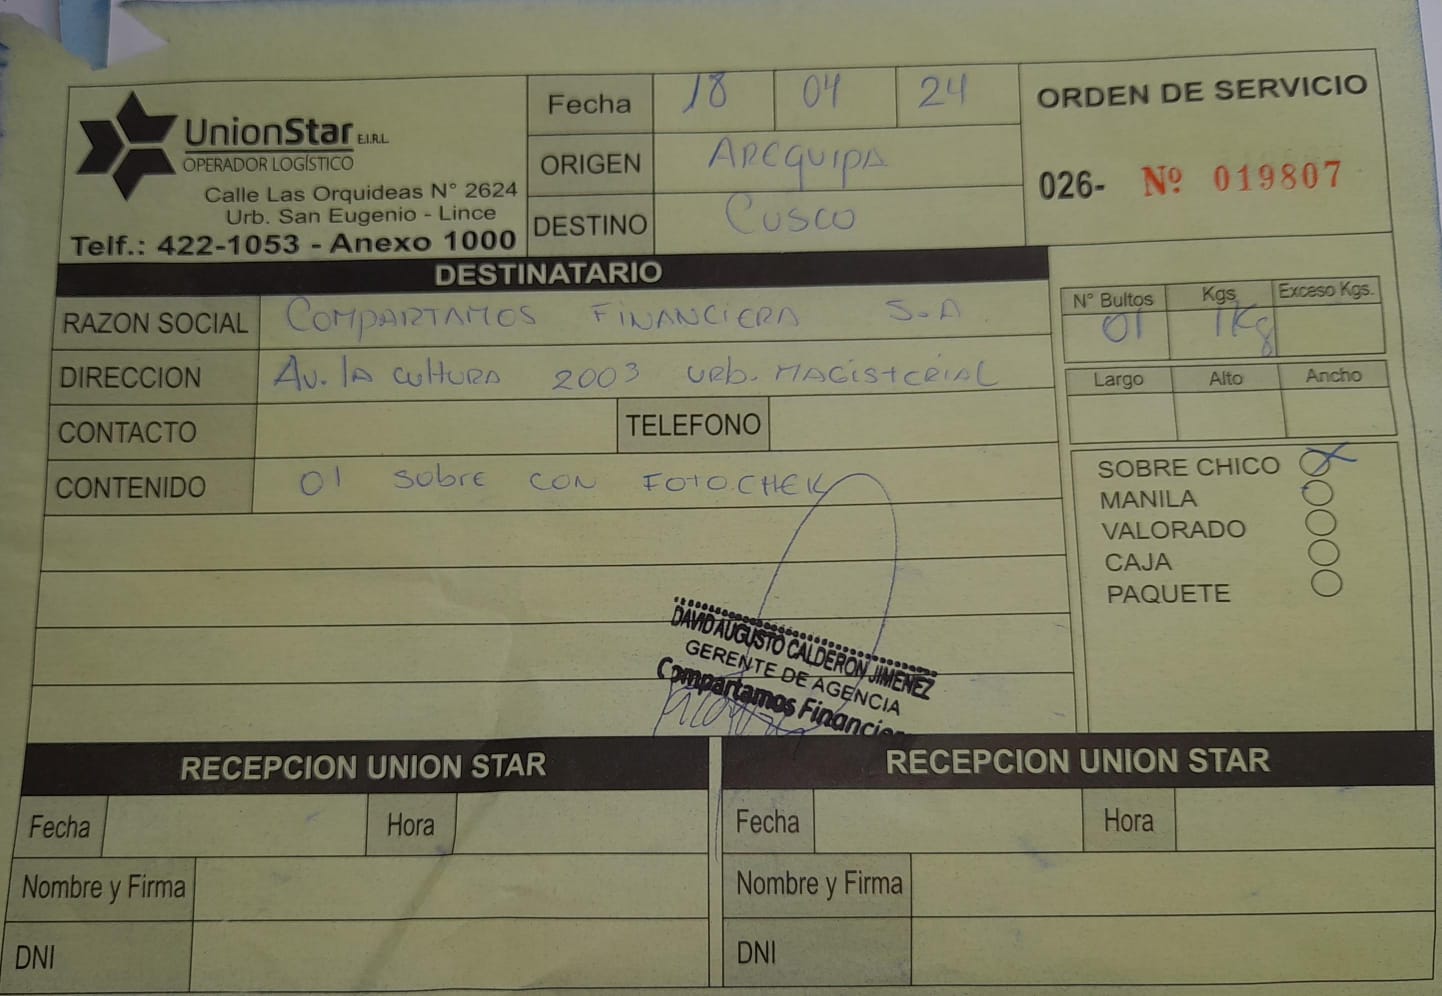 UnionStar E.I.R.L.
OPERADOR LOGÍSTICO
Calle Las Orquideas N° 2624
Urb. San Eugenio - Lince
Telf.: 422-1053 - Anexo 1000
Fecha 18 04 24
ORIGEN AREQUIPA
DESTINO CUSCO
ORDEN DE SERVICIO
026- Nº 019807
DESTINATARIO
RAZON SOCIAL COMPARTAMOS FINANCIERA S.A
DIRECCION Av. la cultura 2003 urb. MAGISTERIAL
CONTACTO TELEFONO
CONTENIDO 01 sobre con FOTOCHEK
N° Bultos Kgs Exceso Kgs.
01 1Kg
Largo Alto Ancho
SOBRE CHICO
MANILA
VALORADO
CAJA
PAQUETE
DAVID AUGUSTO CALDERON JIMENEZ
GERENTE DE AGENCIA
Compartamos Financie
RECEPCION UNION STAR
Fecha Hora
Nombre y Firma
DNI
RECEPCION UNION STAR
Fecha Hora
Nombre y Firma
DNI